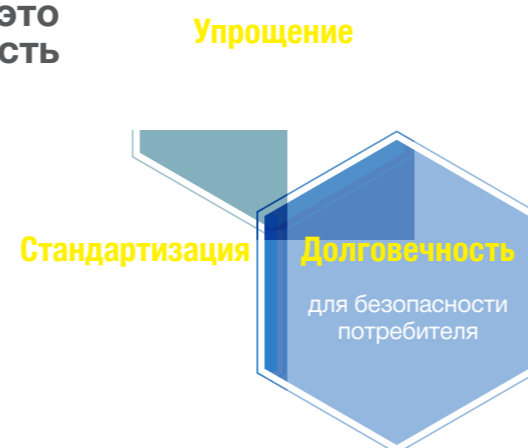 это
сть
Упрощение
Стандартизация
Долговечность
для безопасности
потребителя